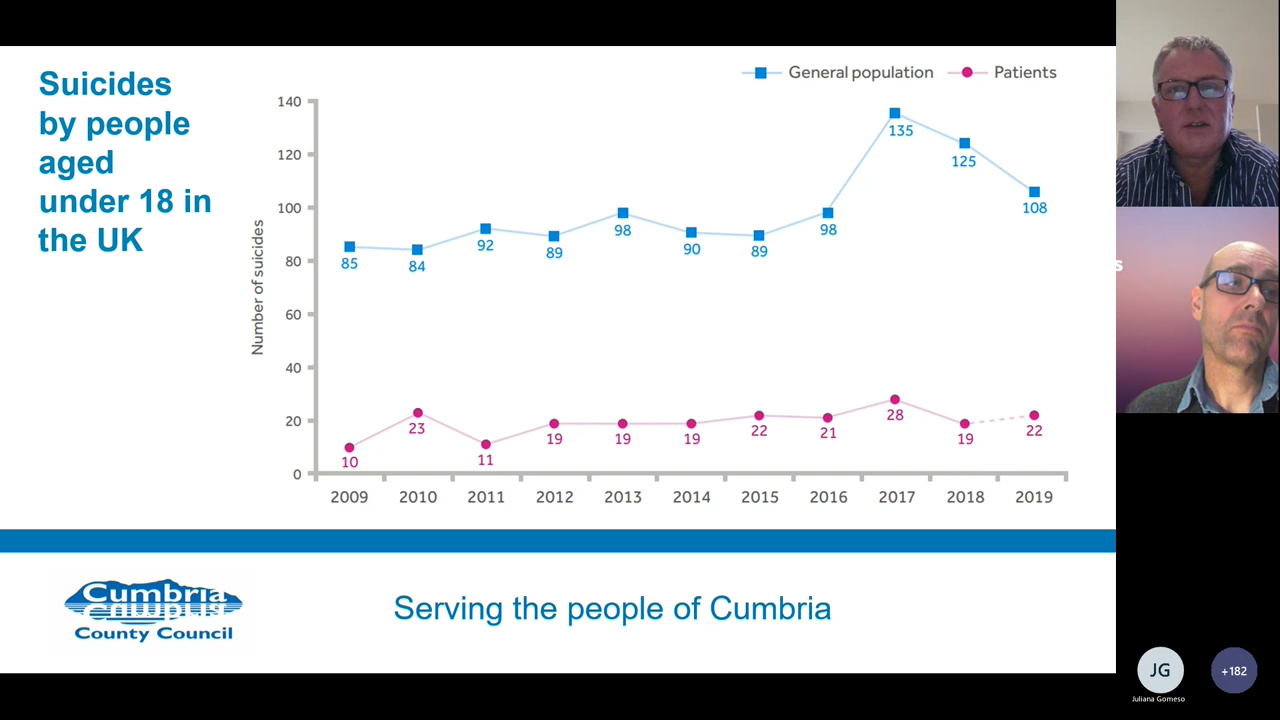 Suicides
by people
aged
under 18 in
the UK
General population
Patients
Number of suicides
140
120
100
80
60
40
20
0
135
125
108
98
98
92
89
90
89
85
84
10
23
11
19
19
19
22
21
28
19
22
2009 2010 2011 2012 2013 2014 2015 2016 2017 2018 2019
Cumbria
County Council
Serving the people of Cumbria
s
JG
Juliana Gomeso
+182